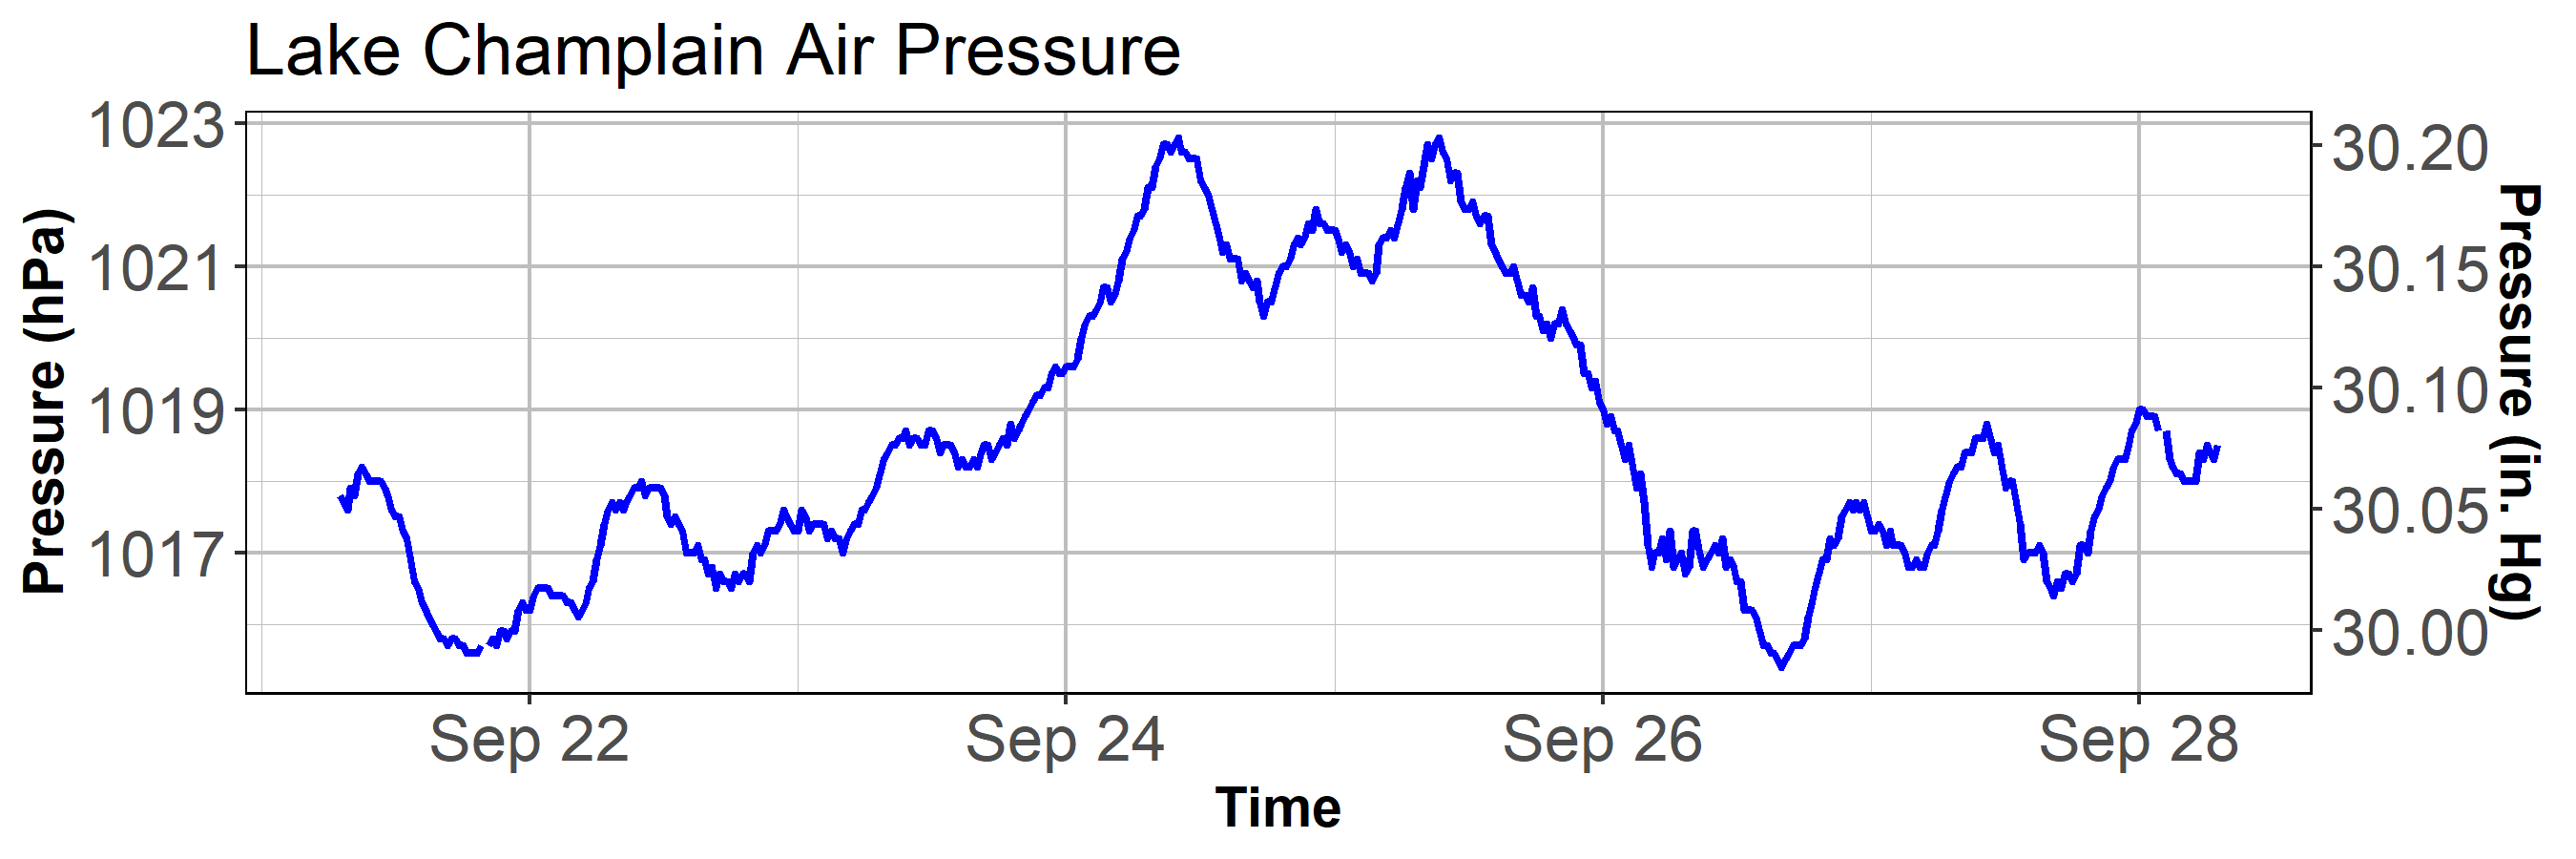 Lake Champlain Air Pressure
1023
1021
1019
1017
Pressure (hPa)
30.20
30.15
30.10
30.05
30.00
Pressure (in. Hg)
Sep 22
Sep 24
Sep 26
Sep 28
Time